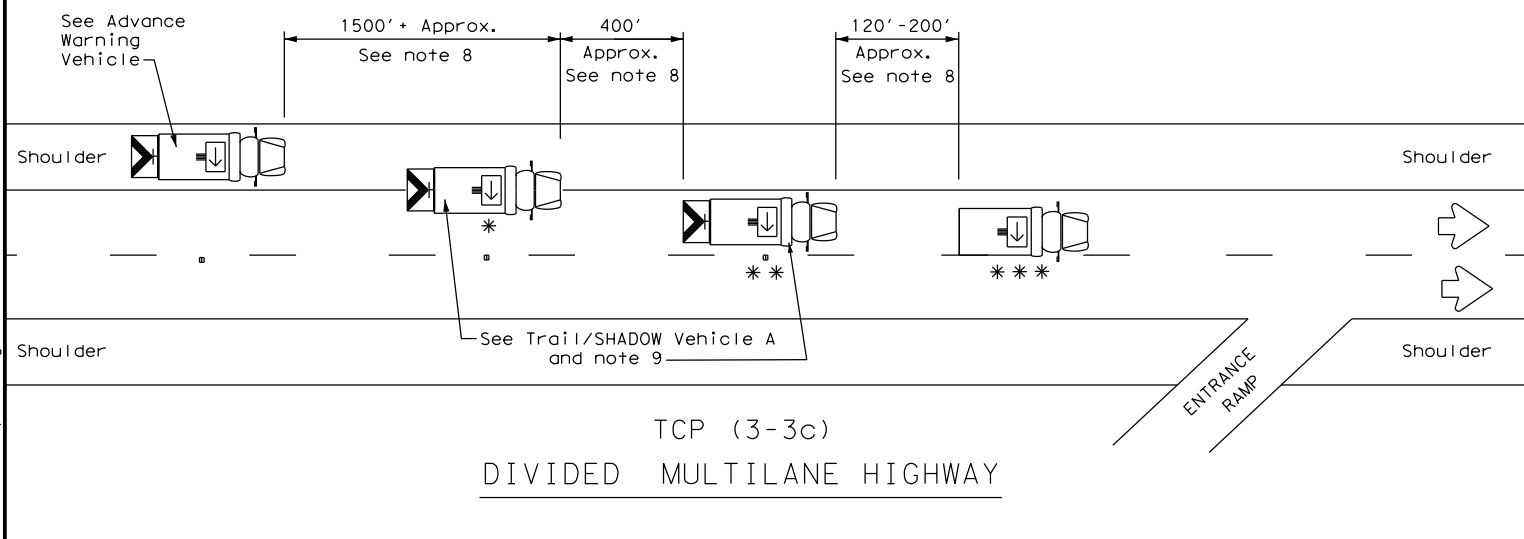 See Advance
Warning
Vehicle
1500'+ Approx.
See note 8
400'
Approx.
See note 8
120'-200'
Approx.
See note 8
Shoulder
Shoulder
*
**
***
See Trail/SHADOW Vehicle A
and note 9
Shoulder
Shoulder
ENTRANCE
RAMP
TCP (3-3c)
DIVIDED MULTILANE HIGHWAY